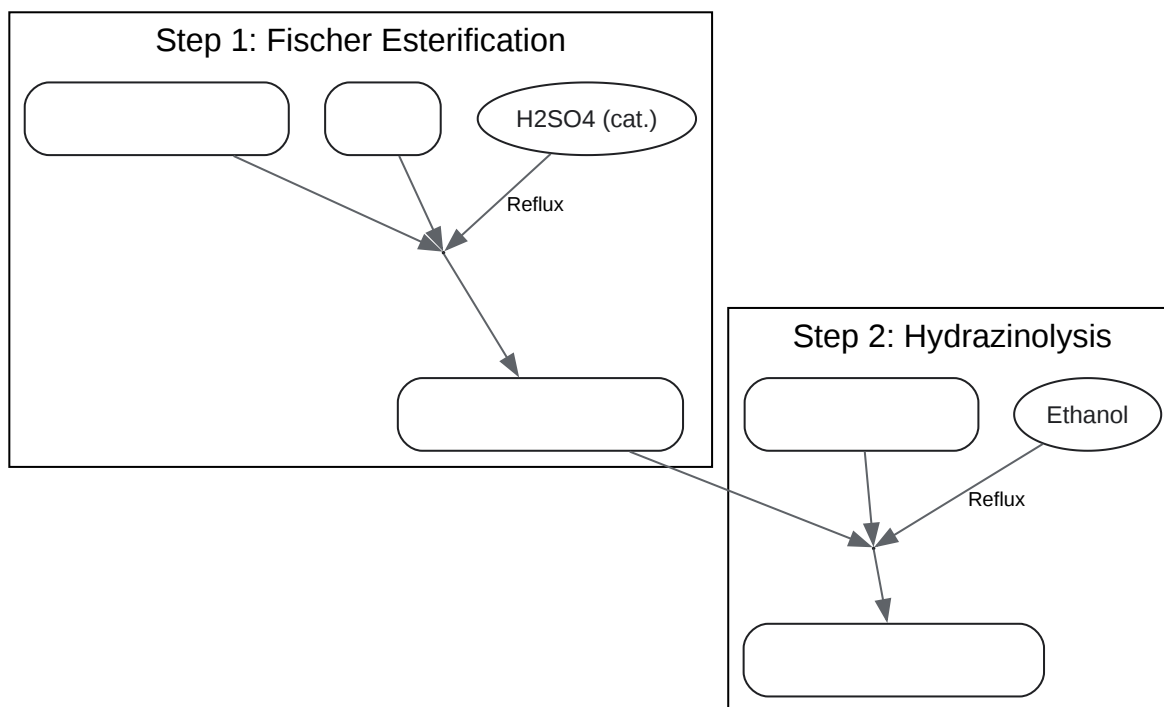 Step 1: Fischer Esterification
H2SO4 (cat.)
Reflux
Step 2: Hydrazinolysis
Ethanol
Reflux